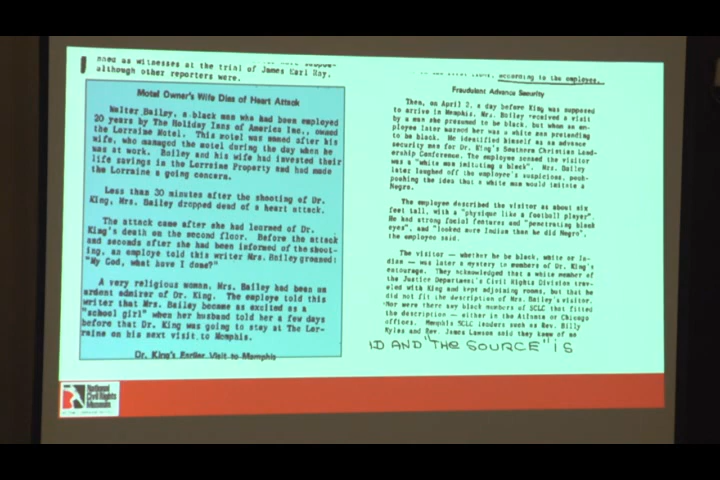 used as witnesses at the trial of James Earl Ray,
although other reporters were.
Motel Owner's Wife Dies of Heart Attack
Walter Bailey, a black man who had been employed
20 years by The Holiday Inns of America Inc., owned
the Lorraine Motel. This motel was named after his
wife, who managed the motel during the day when he
was at work. Bailey and his wife had invested their
life savings in the Lorraine Property and had made
the Lorraine a going concern.
Less than 30 minutes after the shooting of Dr.
King, Mrs. Bailey dropped dead of a heart attack.
The attack came after she had learned of Dr.
King's death on the second floor. Before the attack
and seconds after she had been informed of the shoot-
ing, an employe told this writer Mrs. Bailey groaned:
"My God, what have I done?"
A very religious woman, Mrs. Bailey had been an
ardent admirer of Dr. King. The employe told this
writer that Mrs. Bailey became as excited as a
"school girl" when her husband told her a few days
before that Dr. King was going to stay at The Lor-
raine on his next visit to Memphis.
Dr. King's Earlier Visit to Memphis
according to the employee.
Fraudulent Advance Security
Then, on April 2, a day before King was supposed
to arrive in Memphis, Mrs. Bailey received a visit
by a man she presumed to be black, but whom an em-
ployee later warned her was a white man pretending
to be black. He identified himself as an advance
security man for Dr. King's Southern Christian Lead-
ership Conference. The employee sensed the visitor
was a "white man imitating a black". Mrs. Bailey
later laughed off the employee's suspicions, pooh-
poohing the idea that a white man would imitate a
Negro.
The employee described the visitor as about six
feet tall, with a "physique like a football player".
He had strong facial features and "penetrating black
eyes", and "looked more Indian than he did Negro",
the employee said.
The visitor - whether he be black, white or In-
dian - was later a mystery to members of Dr. King's
entourage. They acknowledged that a white member of
the Justice Department's Civil Rights Division trav-
eled with King and kept adjoining rooms, but that he
did not fit the description of Mrs. Bailey's visitor.
Nor were there any black members of SCLC that fitted
the description - either in the Atlanta or Chicago
offices. Memphis SCLC leaders such as Rev. Billy
Kyles and Rev. James Lawson said they knew of no
ID AND "THE SOURCE" IS
National
Civil Rights
Museum